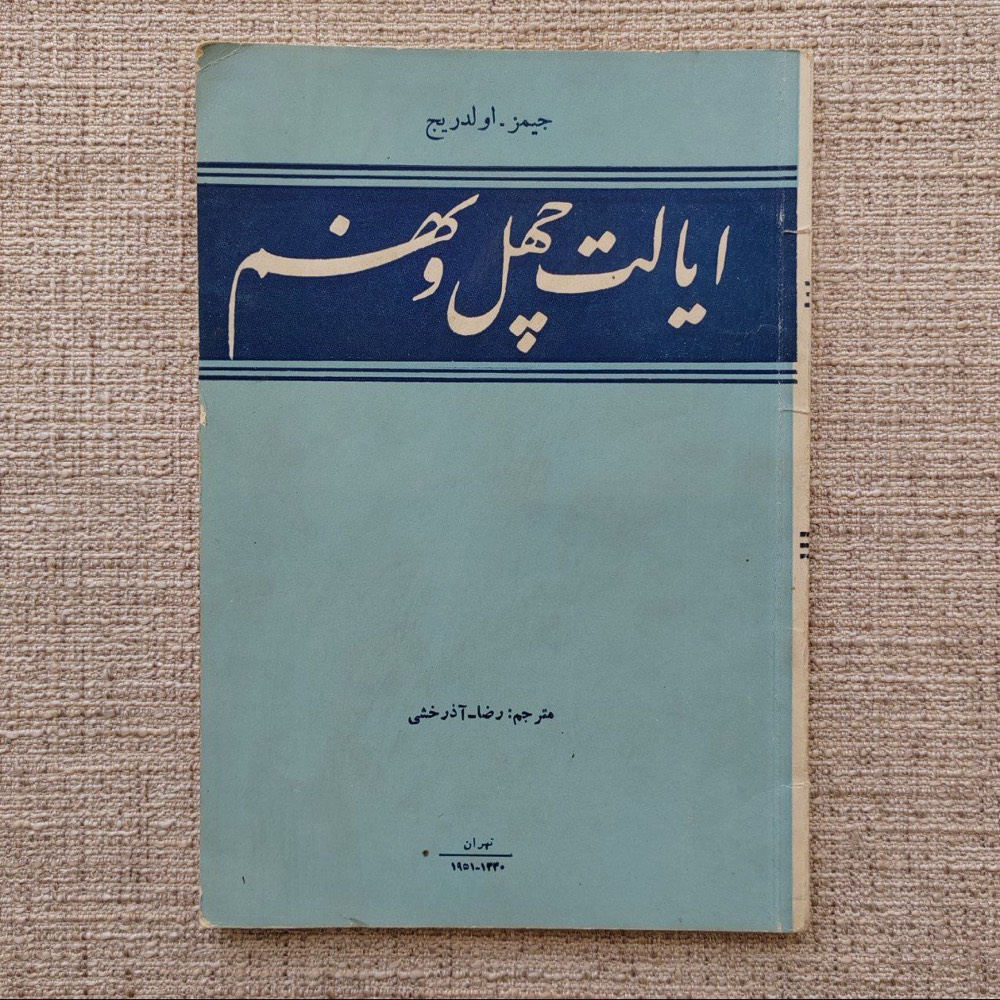 جیمز - اولدریج
ایالت چهل و نهم
مترجم: رضا - آذرخشی
تهران
۱۳۳۰-۱۹۵۱